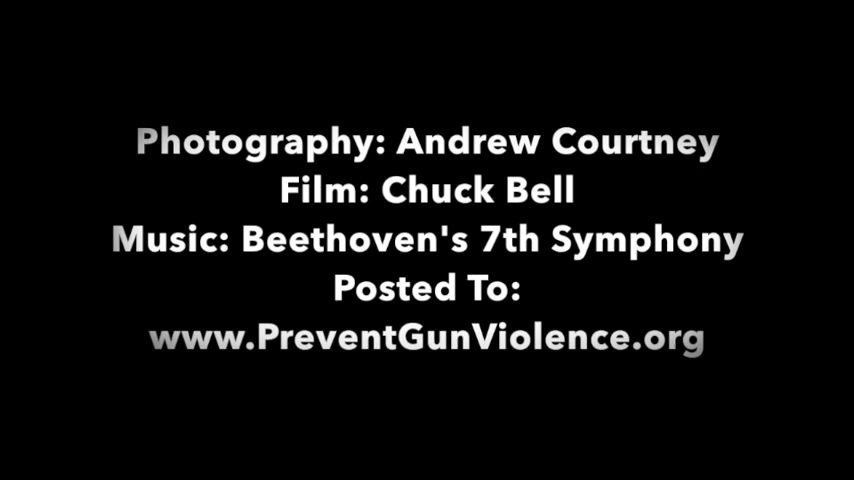 Photography: Andrew Courtney
Film: Chuck Bell
Music: Beethoven's 7th Symphony
Posted To:
www.PreventGunViolence.org